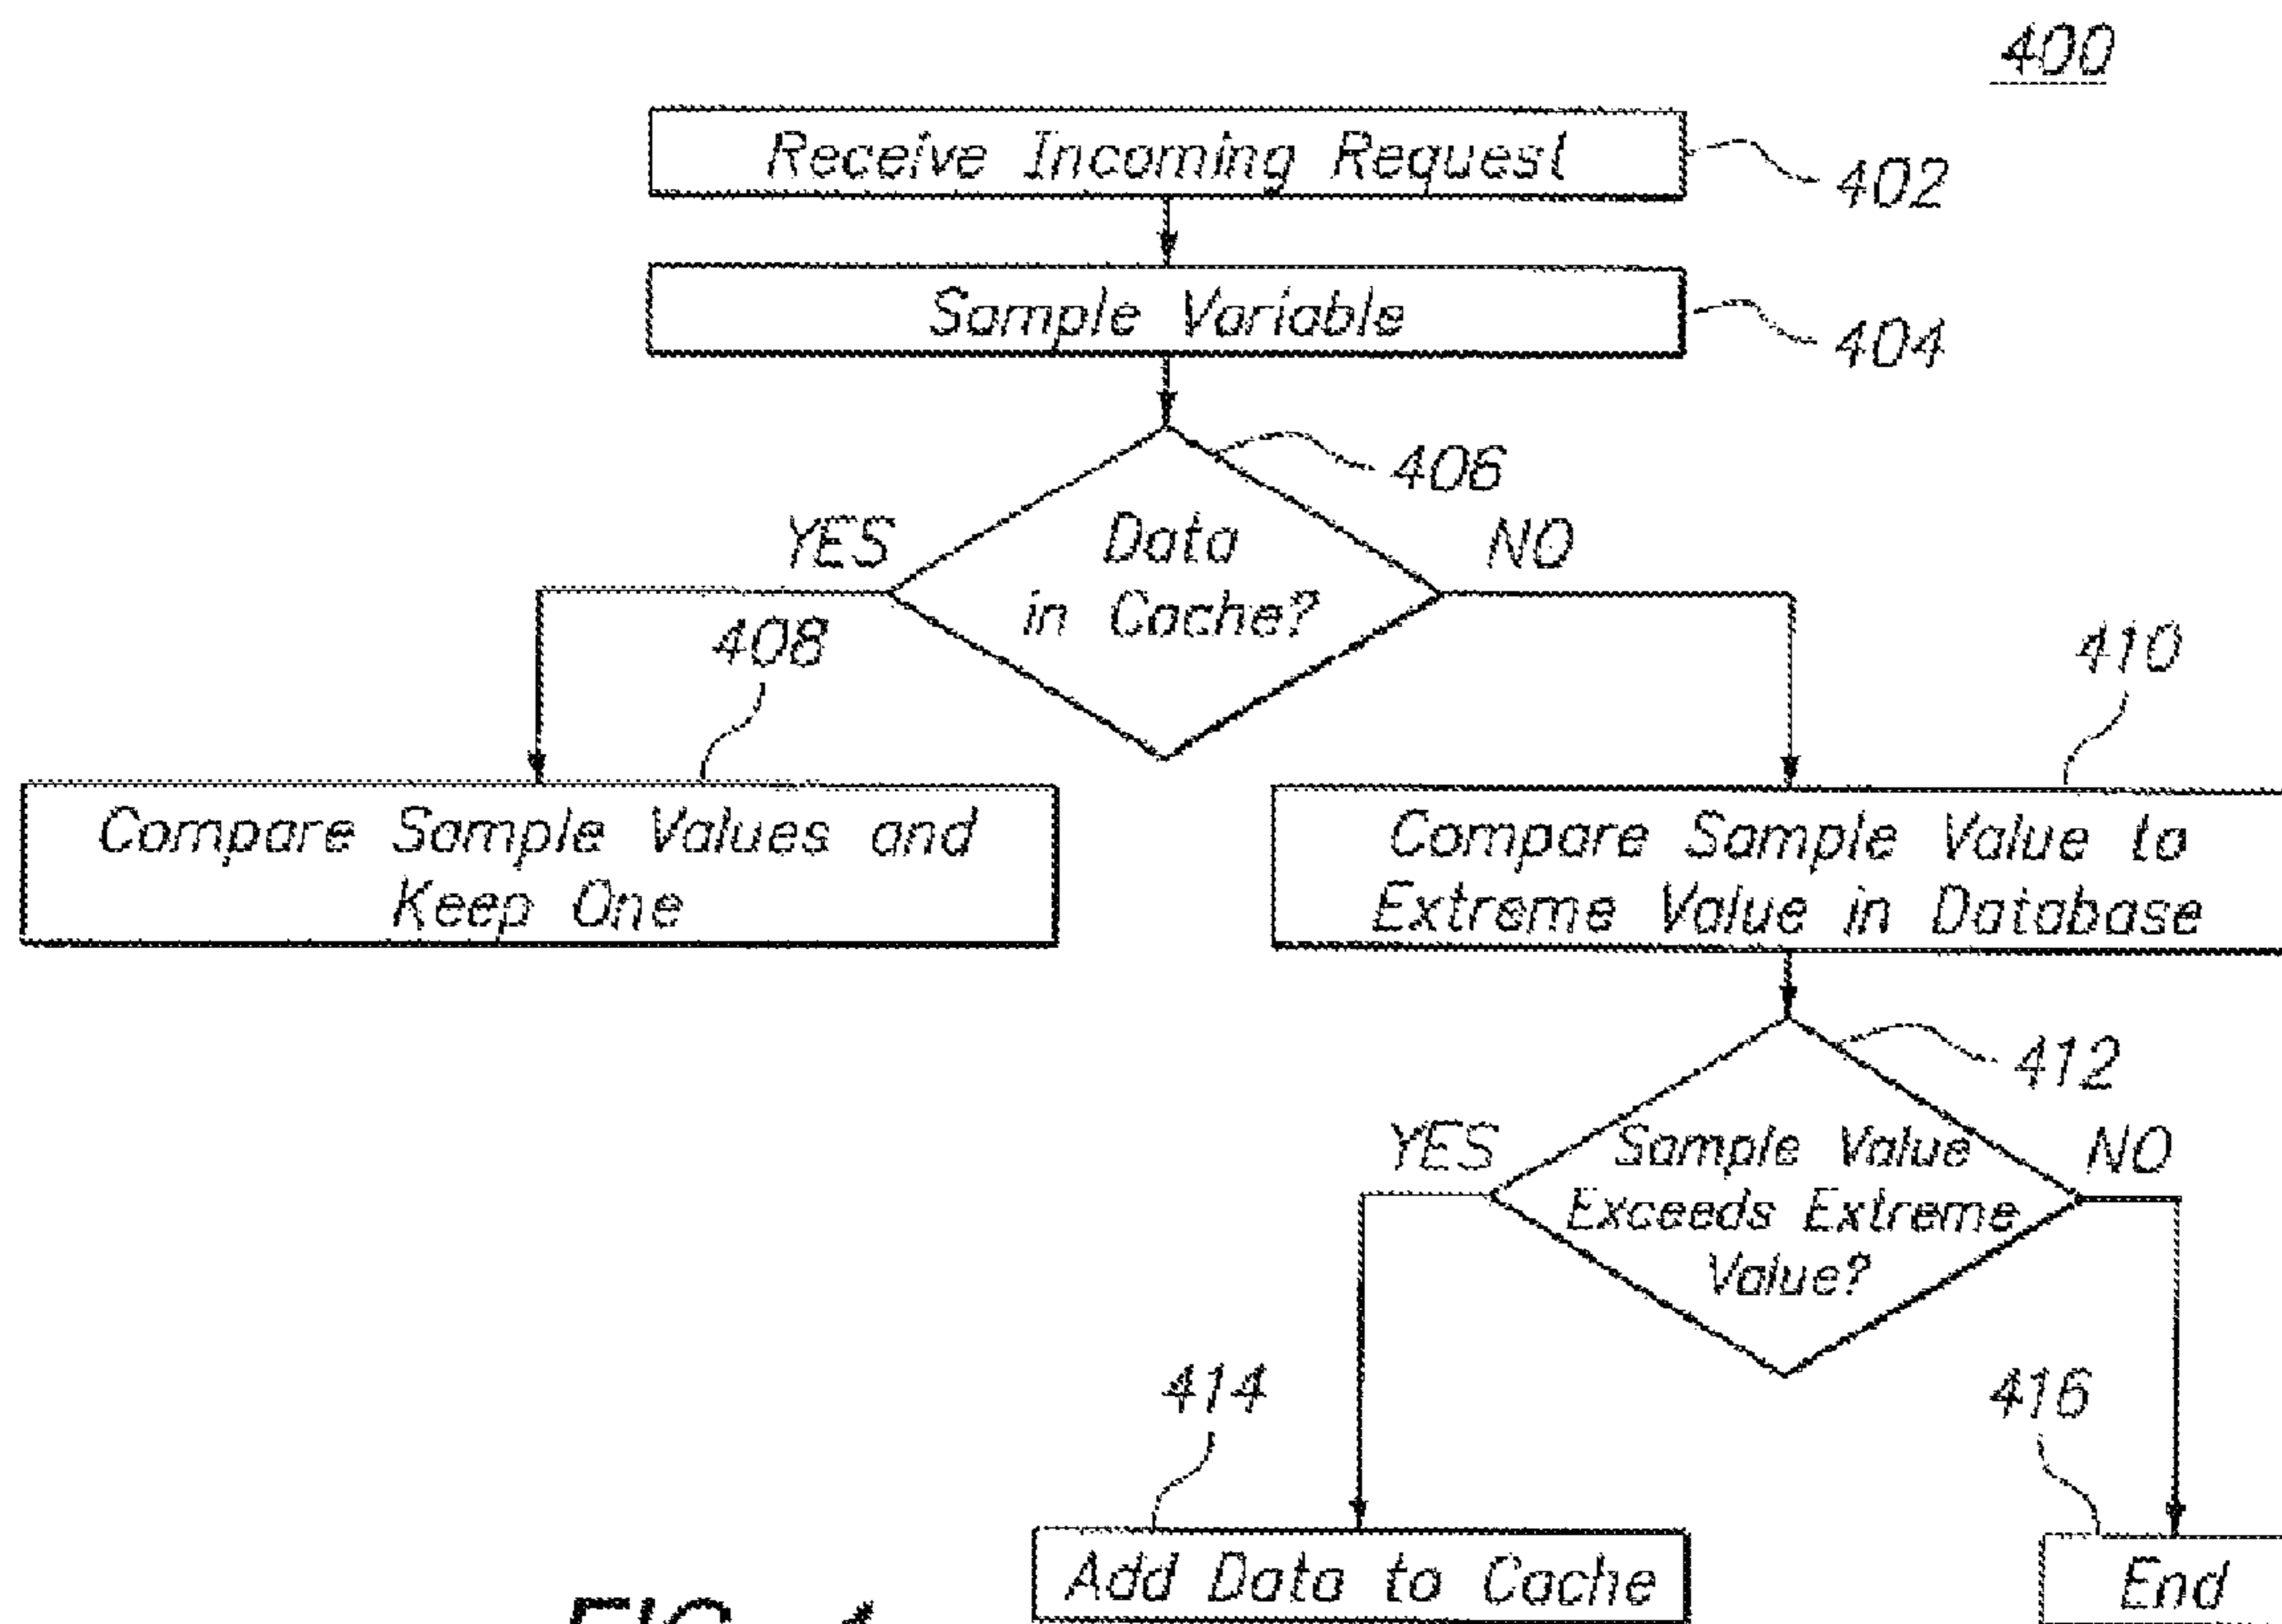 400
Receive Incoming Request
402
Sample Variable
404
406
YES
Data
NO
in Cache?
408
410
Compare Sample Values and
Keep One
Compare Sample Value to
Extreme Value in Database
412
YES
Sample Value
NO
Exceeds Extreme
Value?
414
416
Add Data to Cache
End